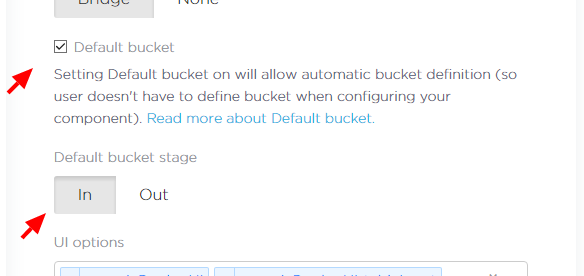 Bridge None
Default bucket
Setting Default bucket on will allow automatic bucket definition (so
user doesn't have to define bucket when configuring your
component). Read more about Default bucket.
Default bucket stage
In Out
UI options